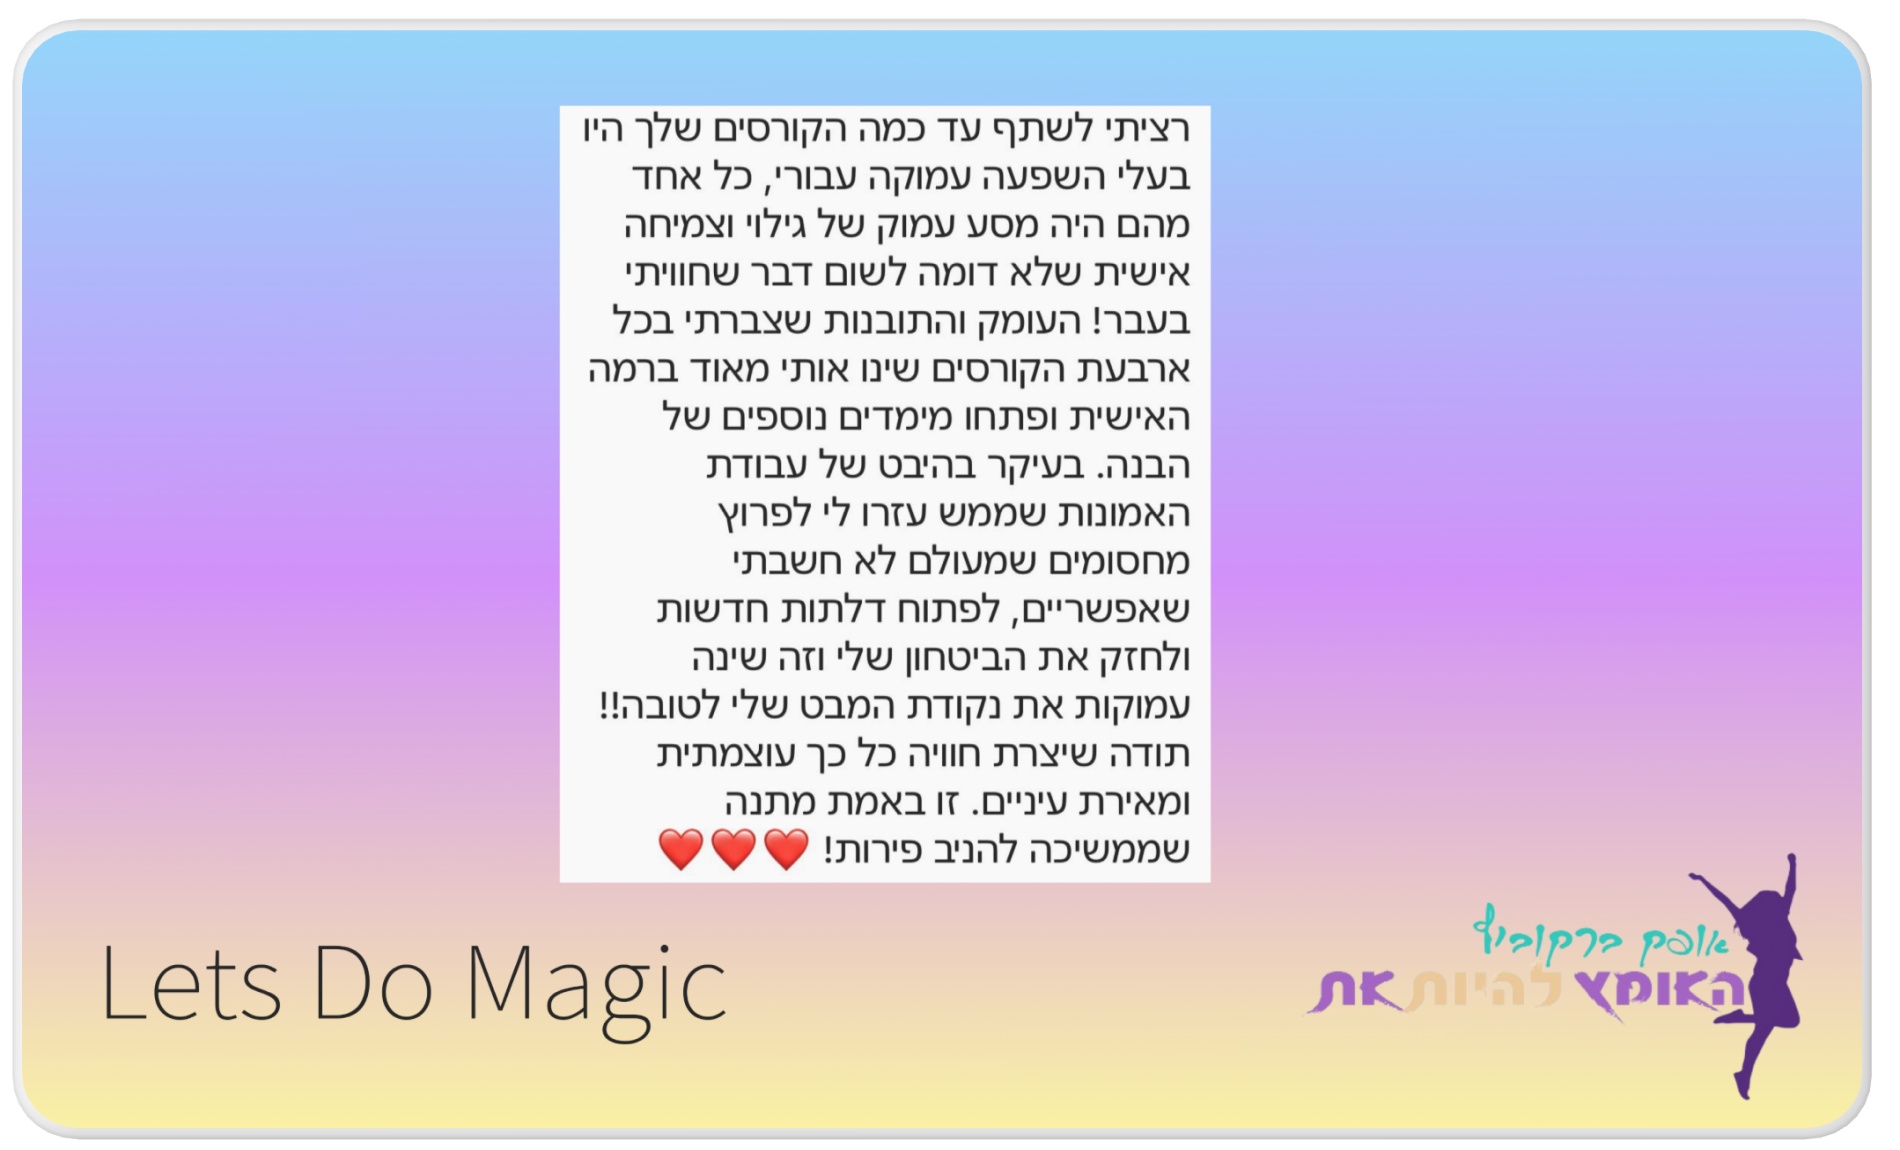 רציתי לשתף עד כמה הקורסים שלך היו
בעלי השפעה עמוקה עבורי, כל אחד
מהם היה מסע עמוק של גילוי וצמיחה
אישית שלא דומה לשום דבר שחוויתי
בעבר! העומק והתובנות שצברתי בכל
ארבעת הקורסים שינו אותי מאוד ברמה
האישית ופתחו מימדים נוספים של
הבנה. בעיקר בהיבט של עבודת
האמונות שממש עזרו לי לפרוץ
מחסומים שמעולם לא חשבתי
שאפשריים, לפתוח דלתות חדשות
ולחזק את הביטחון שלי וזה שינה
עמוקות את נקודת המבט שלי לטובה!!
תודה שיצרת חוויה כל כך עוצמתית
ומאירת עיניים. זו באמת מתנה
שממשיכה להניב פירות! ❤️❤️❤️
אופק ברקוביץ
האומץ להיות את
Lets Do Magic